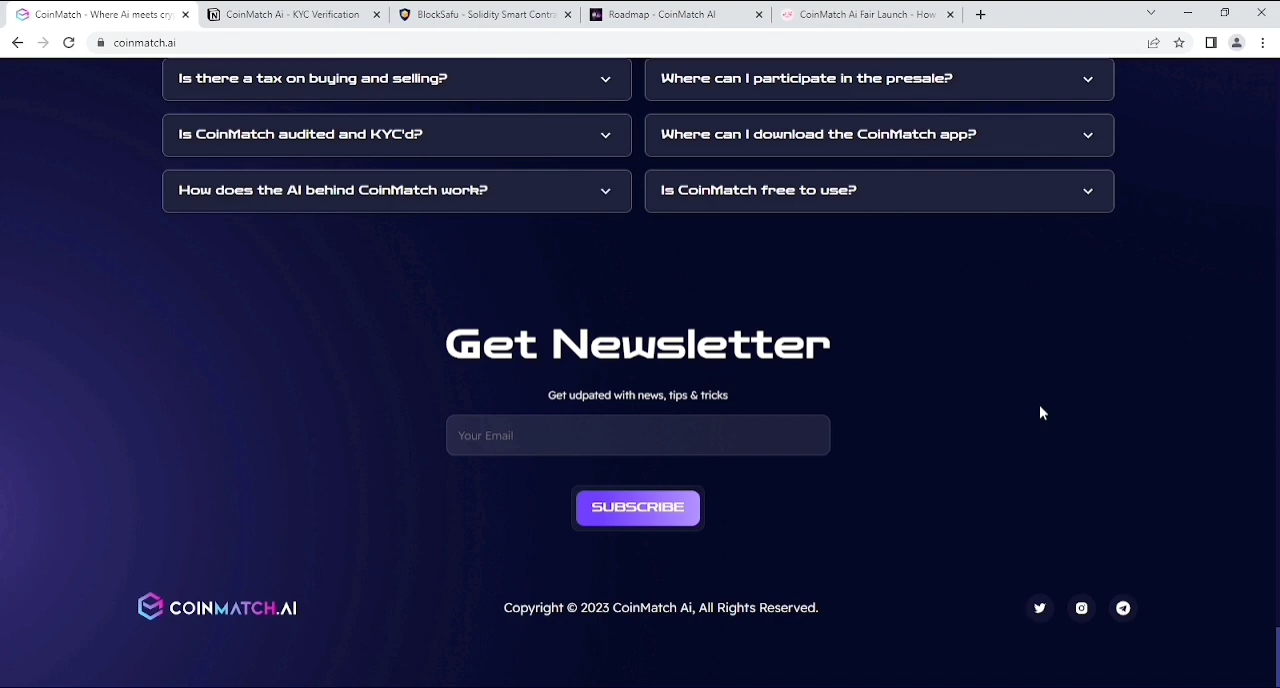 CoinMatch - Where Ai meets cry
CoinMatch Ai - KYC Verification
BlockSafu - Solidity Smart Contra
Roadmap - CoinMatch AI
CoinMatch Ai Fair Launch - How
coinmatch.ai
Is there a tax on buying and selling?
Where can I participate in the presale?
Is CoinMatch audited and KYC'd?
Where can I download the CoinMatch app?
How does the AI behind CoinMatch work?
Is CoinMatch free to use?
Get Newsletter
Get udpated with news, tips & tricks
Your Email
SUBSCRIBE
COINMATCH.AI
Copyright © 2023 CoinMatch Ai, All Rights Reserved.